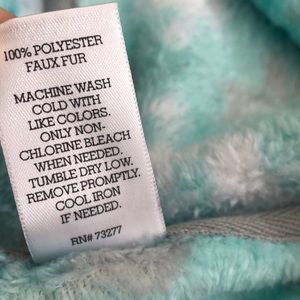 100% POLYESTER
FAUX FUR
MACHINE WASH
COLD WITH
LIKE COLORS.
ONLY NON-
CHLORINE BLEACH
WHEN NEEDED.
TUMBLE DRY LOW.
REMOVE PROMPTLY.
COOL IRON
IF NEEDED.
RN# 73277